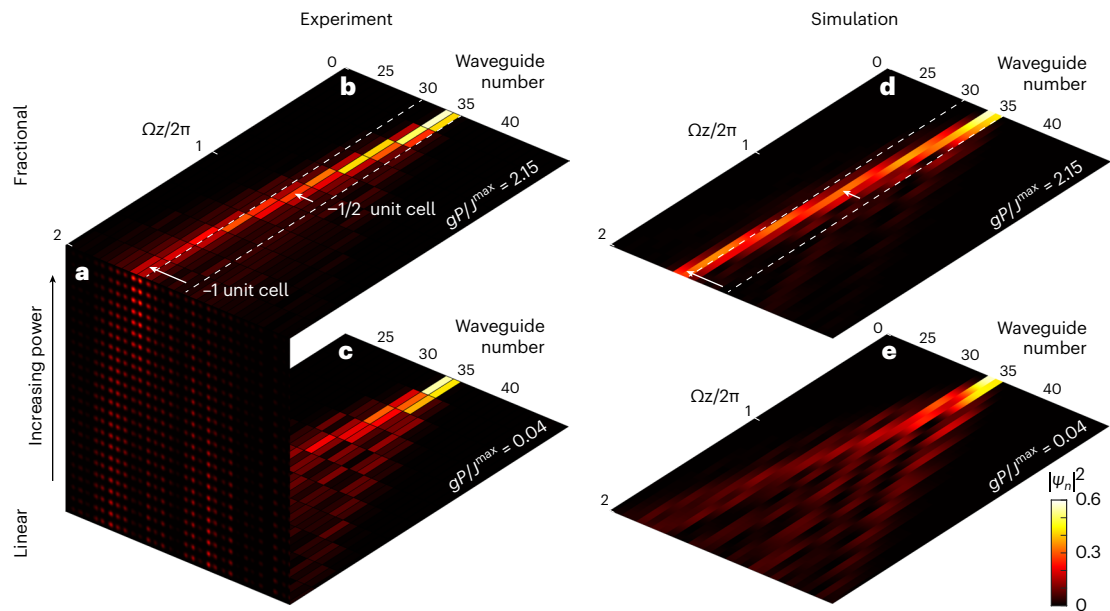 Experiment
Simulation
Fractional
Increasing power
Linear
b
0
25
30
35
40
Waveguide
number
Ωz/2π
1
2
gP/J^max = 2.15
–1/2 unit cell
–1 unit cell
a
c
25
30
35
40
Waveguide
number
gP/J^max = 0.04
d
0
25
30
35
40
Waveguide
number
Ωz/2π
1
2
gP/J^max = 2.15
e
0
25
30
35
40
Waveguide
number
Ωz/2π
1
2
gP/J^max = 0.04
|ψₙ|²
0.6
0.3
0